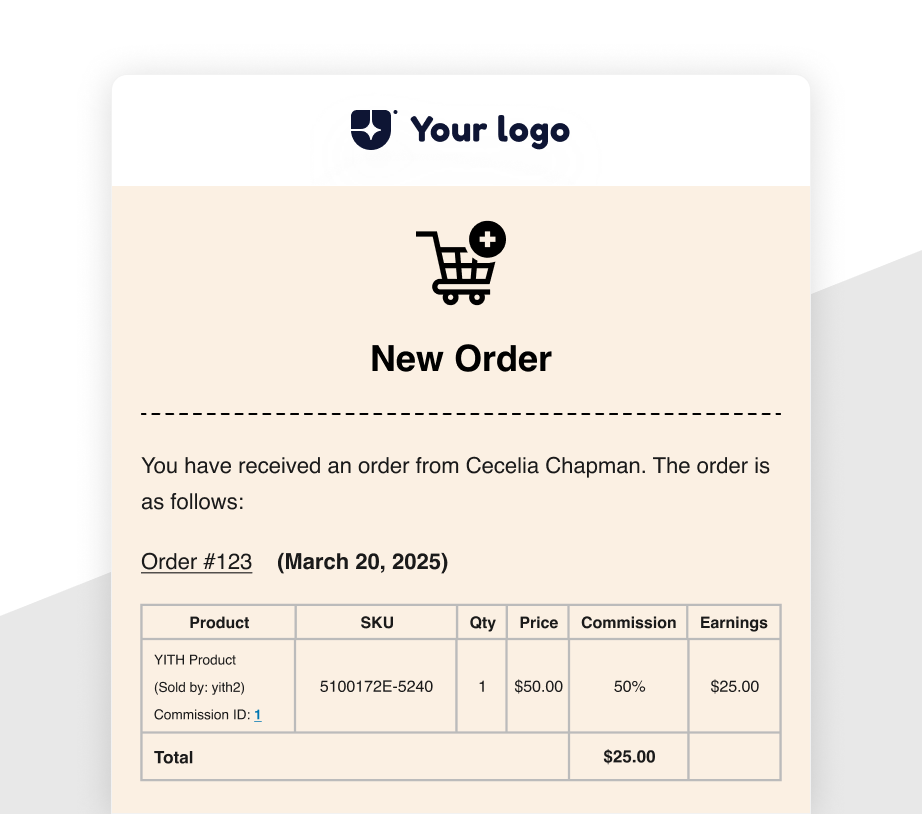 Your logo
New Order
You have received an order from Cecelia Chapman. The order is
as follows:
Order #123 (March 20, 2025)
Product SKU Qty Price Commission Earnings
YITH Product
(Sold by: yith2)
Commission ID: 1
5100172E-5240 1 $50.00 50% $25.00
Total $25.00